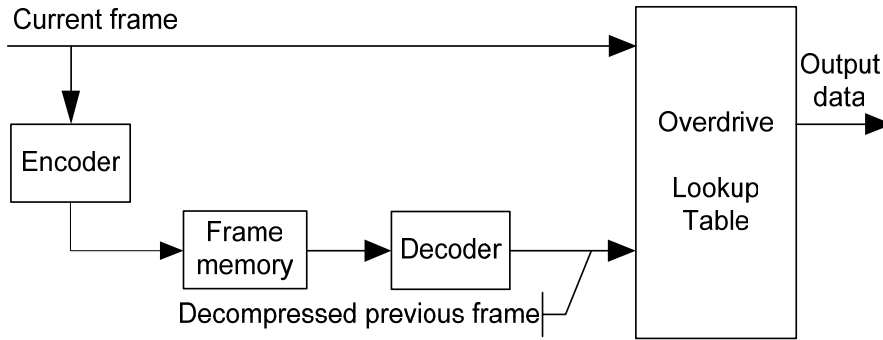 Current frame
Output
data
Overdrive
Encoder
Lookup
Table
Frame
memory
Decoder
Decompressed previous frame